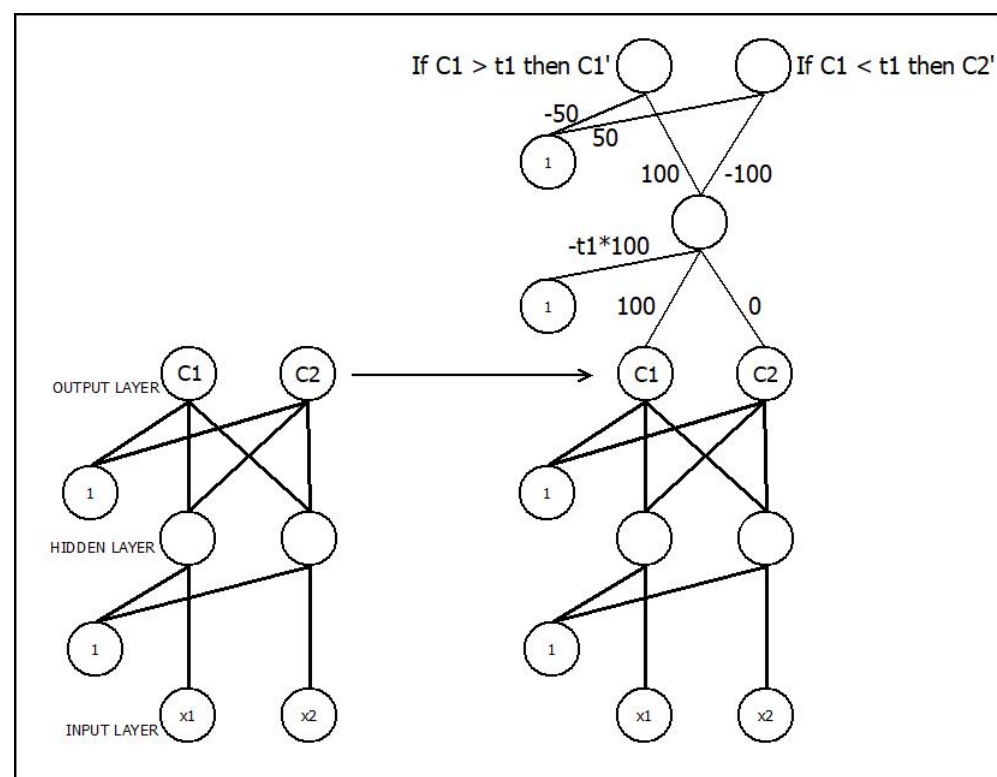 If C1 > t1 then C1'
If C1 < t1 then C2'
-50
50
1
100
-100
-t1*100
1
100
0
OUTPUT LAYER
C1
C2
C1
C2
1
1
HIDDEN LAYER
1
1
INPUT LAYER
x1
x2
x1
x2